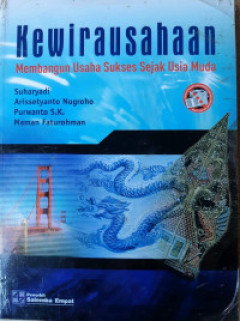 Kewirausahaan
Membangun Usaha Sukses Sejak Usia Muda
Suharyadi
Arissetyanto Nugroho
Purwanto S.K.
Maman Faturohman
Penerbit
Salemba Empat